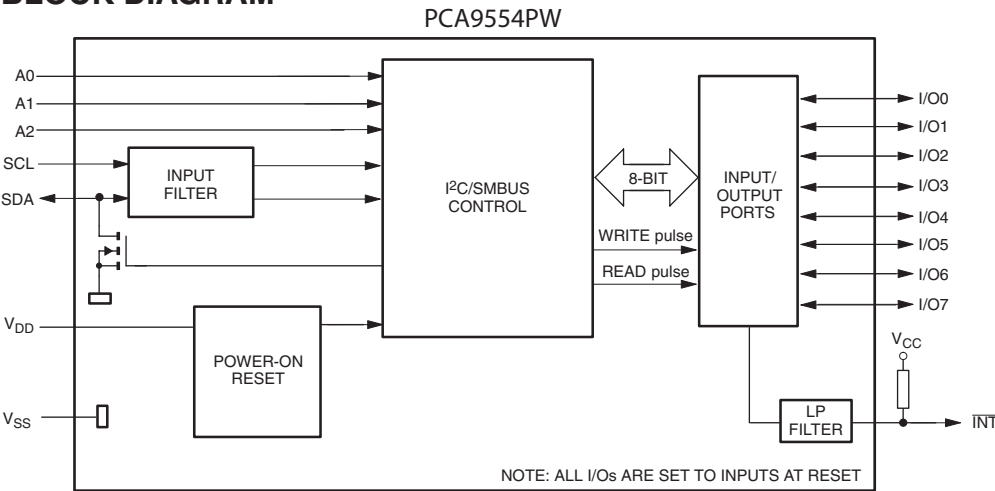 BLOCK DIAGRAM
PCA9554PW
A0
A1
A2
SCL
SDA
INPUT
FILTER
I²C/SMBUS
CONTROL
8-BIT
WRITE pulse
READ pulse
INPUT/
OUTPUT
PORTS
I/O0
I/O1
I/O2
I/O3
I/O4
I/O5
I/O6
I/O7
VDD
POWER-ON
RESET
VSS
VCC
LP
FILTER
INT
NOTE: ALL I/Os ARE SET TO INPUTS AT RESET